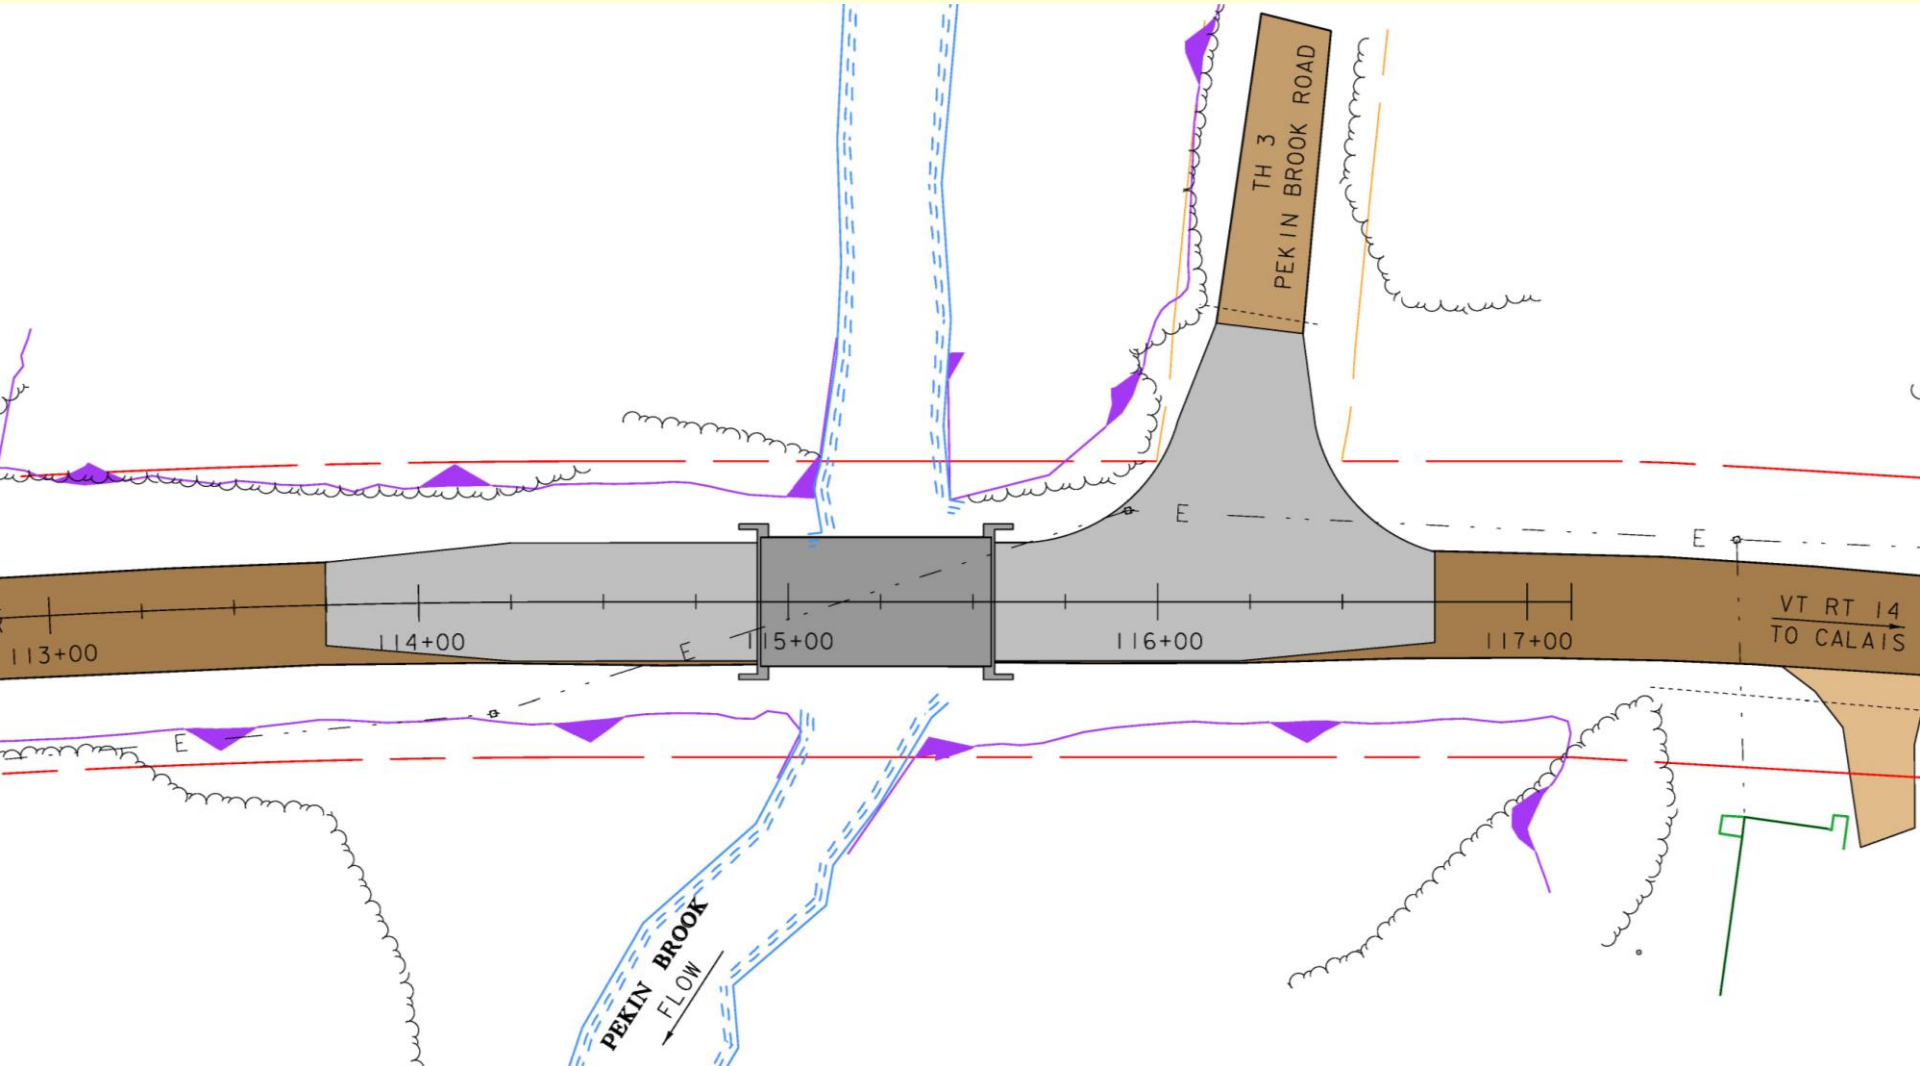 TH 3
PEKIN BROOK ROAD
E
E
E
E
113+00
114+00
115+00
116+00
117+00
VT RT 14
TO CALAIS
PEKIN BROOK
FLOW